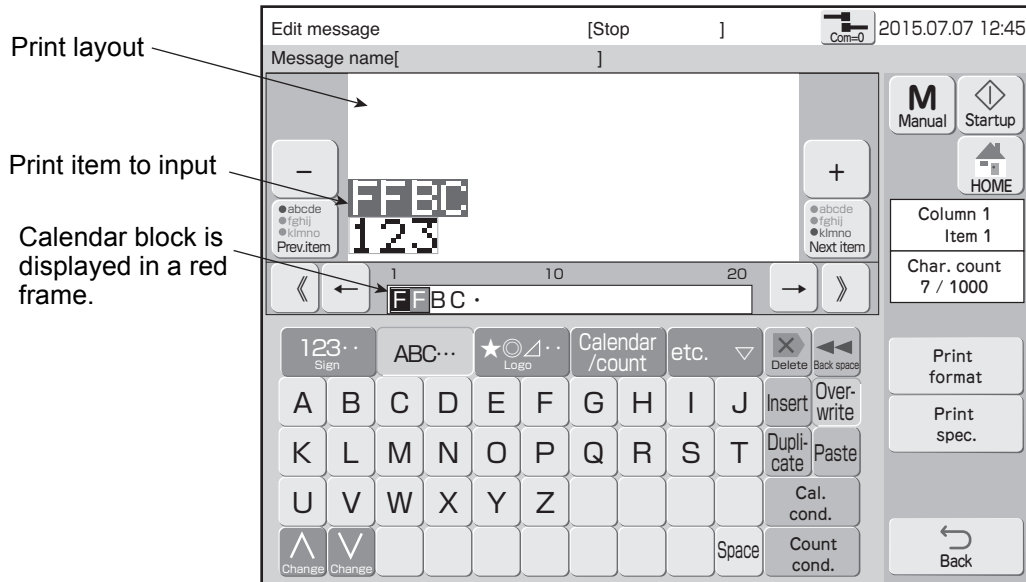 Print layout
Print item to input
Calendar block is
displayed in a red
frame.
Edit message [Stop ] Com=0 2015.07.07 12:45
Message name[ ]
M
Manual
Startup
HOME
−
+
FFBC
123
●abcde
●fghij
●klmno
Prev.item
●abcde
●fghij
●klmno
Next item
Column 1
Item 1
Char. count
7 / 1000
1 10 20
《 ← → 》
FFBC・
123‥
Sign
ABC…
★◎⊿‥
Logo
Calendar
/count
etc. ▽
Delete
Back space
A B C D E F G H I J
Insert
Over-
write
K L M N O P Q R S T
Dupli-
cate
Paste
U V W X Y Z
Cal.
cond.
Change
Change
Space
Count
cond.
Print
format
Print
spec.
Back